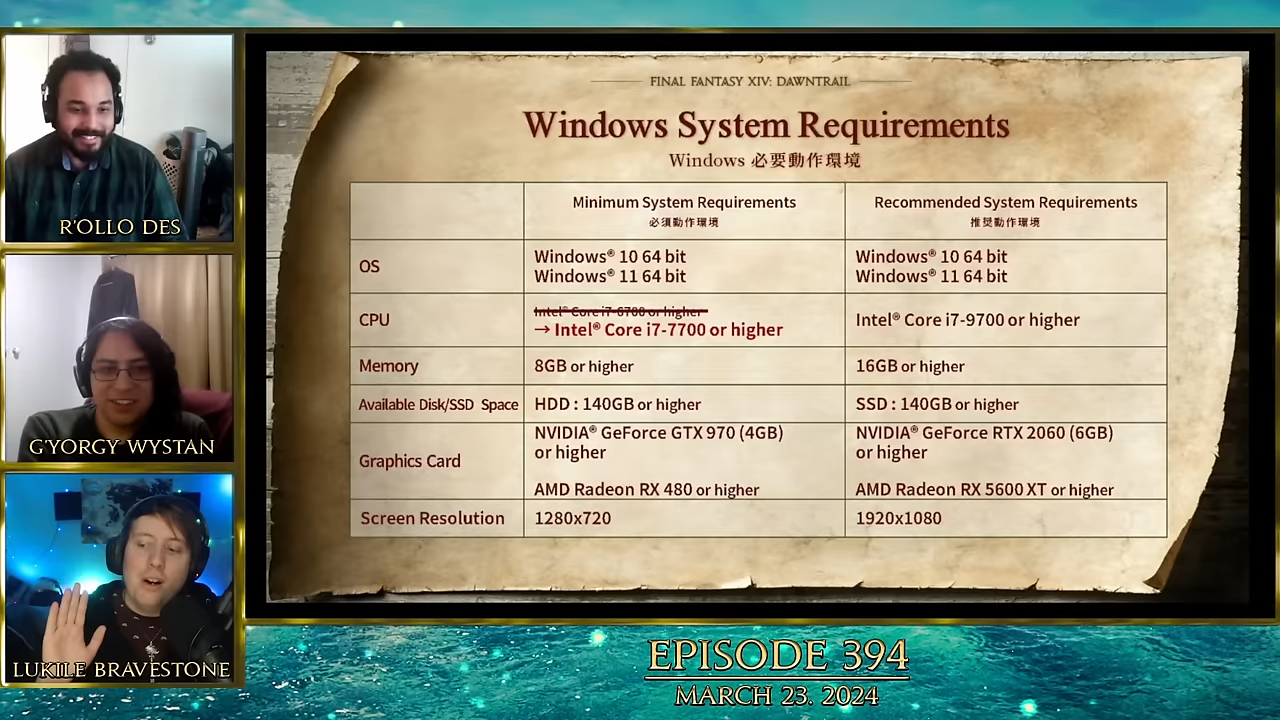 R'OLLO DES
G'YORGY WYSTAN
LUKILE BRAVESTONE
FINAL FANTASY XIV: DAWNTRAIL
Windows System Requirements
Windows 必要動作環境
Minimum System Requirements
必須動作環境
Recommended System Requirements
推奨動作環境
OS
Windows® 10 64 bit
Windows® 11 64 bit
Windows® 10 64 bit
Windows® 11 64 bit
CPU
Intel® Core i7-6700 or higher
→ Intel® Core i7-7700 or higher
Intel® Core i7-9700 or higher
Memory
8GB or higher
16GB or higher
Available Disk/SSD Space
HDD : 140GB or higher
SSD : 140GB or higher
Graphics Card
NVIDIA® GeForce GTX 970 (4GB)
or higher
AMD Radeon RX 480 or higher
NVIDIA® GeForce RTX 2060 (6GB)
or higher
AMD Radeon RX 5600 XT or higher
Screen Resolution
1280x720
1920x1080
EPISODE 394
MARCH 23. 2024